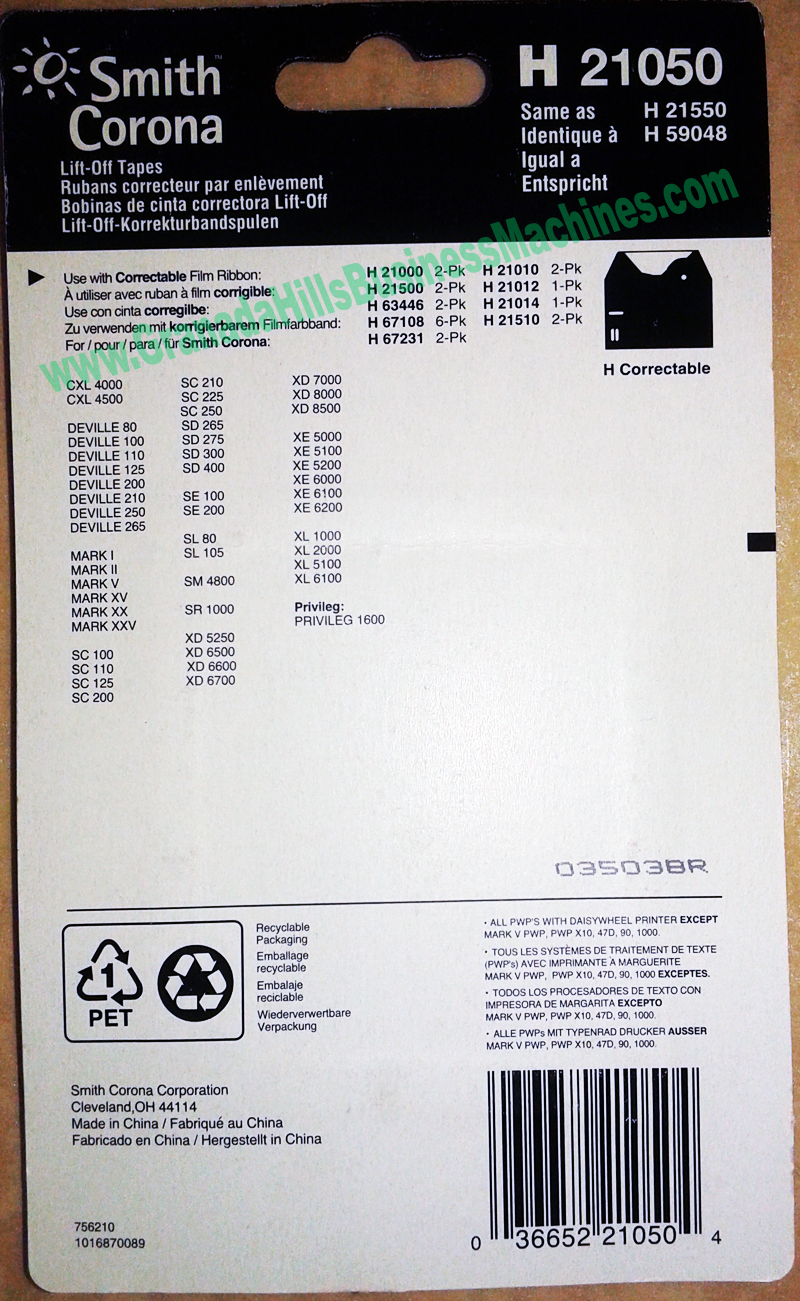 Smith™
Corona
H 21050
Same as H 21550
Identique à H 59048
Igual a
Entspricht
Lift-Off Tapes
Rubans correcteur par enlèvement
Bobinas de cinta correctora Lift-Off
Lift-Off-Korrekturbandspulen
www.GranadaHillsBusinessMachines.com
Use with Correctable Film Ribbon:
À utiliser avec ruban à film corrigible:
Use con cinta corregilbe:
Zu verwenden mit korrigierbarem Filmfarbband:
For / pour / para / für Smith Corona:
H 21000 2-Pk H 21010 2-Pk
H 21500 2-Pk H 21012 1-Pk
H 63446 2-Pk H 21014 1-Pk
H 67108 6-Pk H 21510 2-Pk
H 67231 2-Pk
H Correctable
CXL 4000
CXL 4500
DEVILLE 80
DEVILLE 100
DEVILLE 110
DEVILLE 125
DEVILLE 200
DEVILLE 210
DEVILLE 250
DEVILLE 265
MARK I
MARK II
MARK V
MARK XV
MARK XX
MARK XXV
SC 100
SC 110
SC 125
SC 200
SC 210
SC 225
SC 250
SD 265
SD 275
SD 300
SD 400
SE 100
SE 200
SL 80
SL 105
SM 4800
SR 1000
XD 5250
XD 6500
XD 6600
XD 6700
XD 7000
XD 8000
XD 8500
XE 5000
XE 5100
XE 5200
XE 6000
XE 6100
XE 6200
XL 1000
XL 2000
XL 5100
XL 6100
Privileg:
PRIVILEG 1600
035038R
1
PET
Recyclable
Packaging
Emballage
recyclable
Embalaje
reciclable
Wiederverwertbare
Verpackung
· ALL PWP'S WITH DAISYWHEEL PRINTER EXCEPT
MARK V PWP, PWP X10, 47D, 90, 1000.
· TOUS LES SYSTÈMES DE TRAITEMENT DE TEXTE
(PWP's) AVEC IMPRIMANTE À MARGUERITE
MARK V PWP, PWP X10, 47D, 90, 1000 EXCEPTES.
· TODOS LOS PROCESADORES DE TEXTO CON
IMPRESORA DE MARGARITA EXCEPTO
MARK V PWP, PWP X10, 47D, 90, 1000.
· ALLE PWPs MIT TYPENRAD DRUCKER AUSSER
MARK V PWP, PWP X10, 47D, 90, 1000.
Smith Corona Corporation
Cleveland,OH 44114
Made in China / Fabriqué au China
Fabricado en China / Hergestellt in China
756210
1016870089
0 36652 21050 4